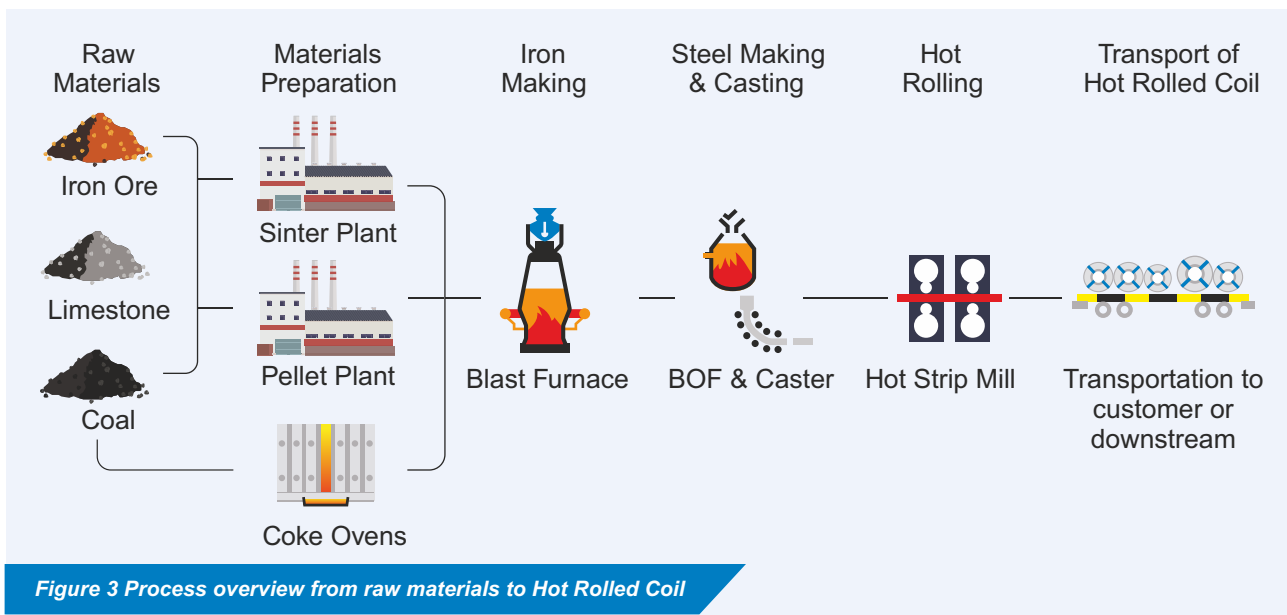 Raw
Materials
Materials
Preparation
Iron
Making
Steel Making
& Casting
Hot
Rolling
Transport of
Hot Rolled Coil
Iron Ore
Limestone
Coal
Sinter Plant
Pellet Plant
Coke Ovens
Blast Furnace
BOF & Caster
Hot Strip Mill
Transportation to
customer or
downstream
Figure 3 Process overview from raw materials to Hot Rolled Coil